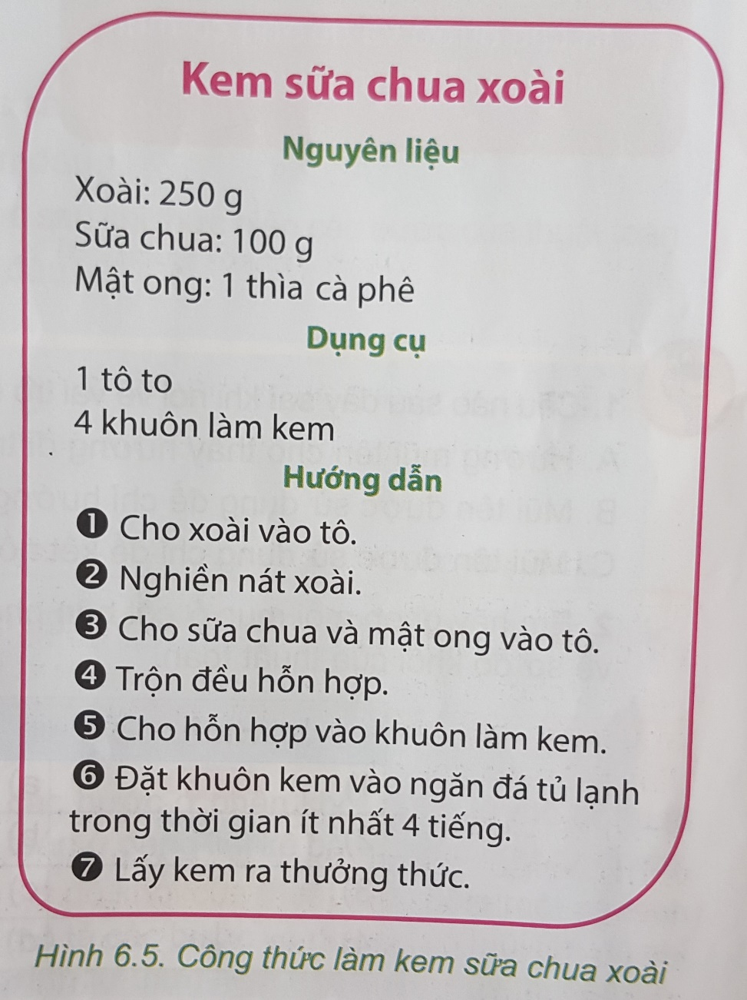 Kem sữa chua xoài
Nguyên liệu
Xoài: 250 g
Sữa chua: 100 g
Mật ong: 1 thìa cà phê
Dụng cụ
1 tô to
4 khuôn làm kem
Hướng dẫn
❶ Cho xoài vào tô.
❷ Nghiền nát xoài.
❸ Cho sữa chua và mật ong vào tô.
❹ Trộn đều hỗn hợp.
❺ Cho hỗn hợp vào khuôn làm kem.
❻ Đặt khuôn kem vào ngăn đá tủ lạnh
trong thời gian ít nhất 4 tiếng.
❼ Lấy kem ra thưởng thức.
Hình 6.5. Công thức làm kem sữa chua xoài